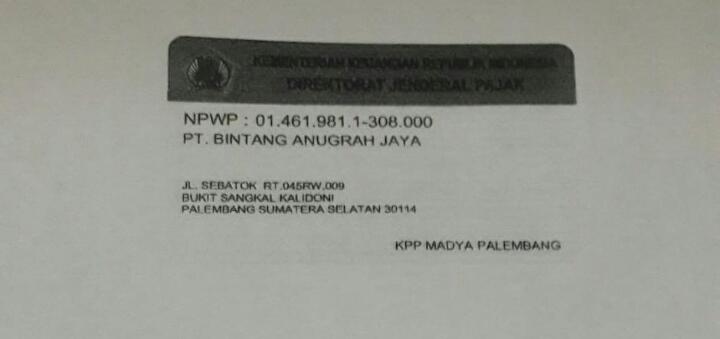 KEMENTERIAN KEUANGAN REPUBLIK INDONESIA
DIREKTORAT JENDERAL PAJAK
NPWP : 01.461.981.1-308.000
PT. BINTANG ANUGRAH JAYA
JL. SEBATOK RT.045RW.009
BUKIT SANGKAL KALIDONI
PALEMBANG SUMATERA SELATAN 30114
KPP MADYA PALEMBANG